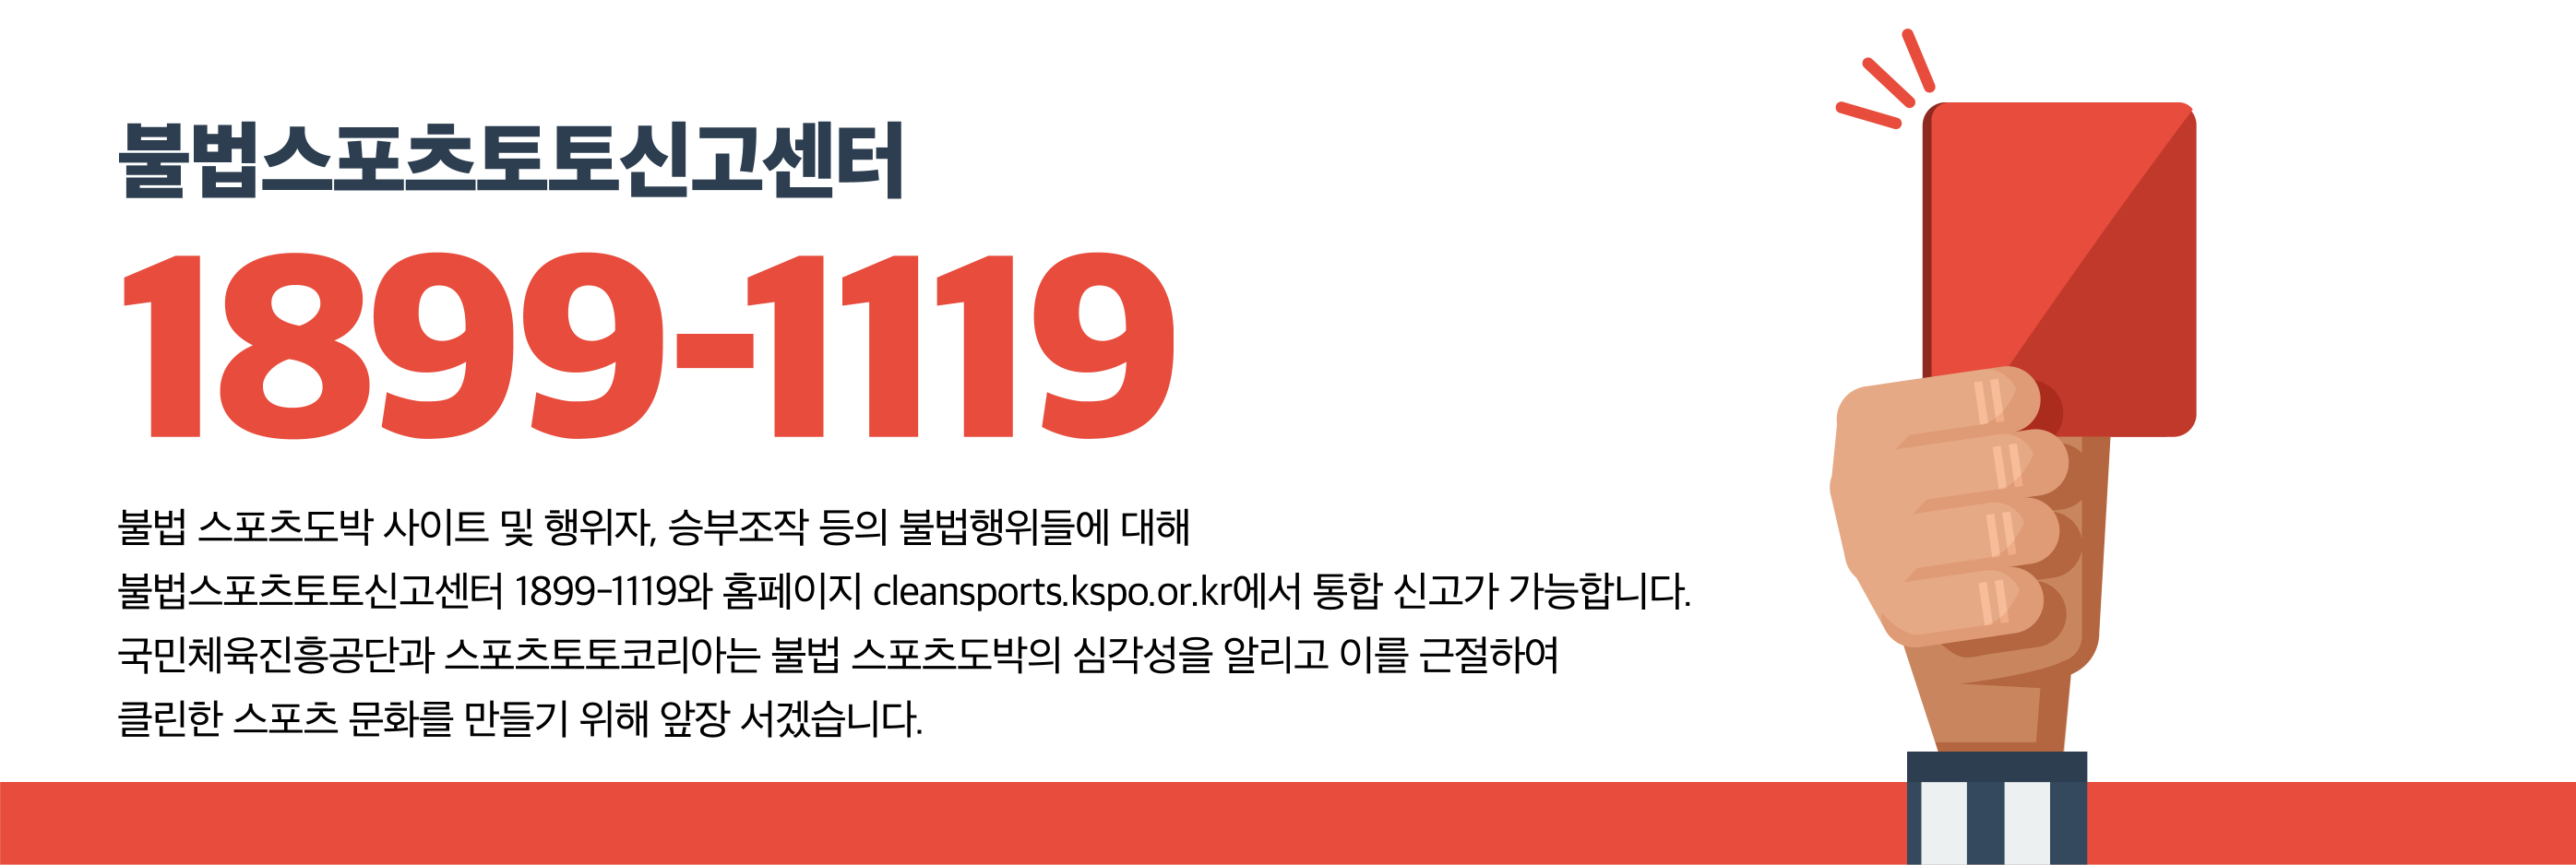 불법스포츠토토신고센터
1899-1119
불법 스포츠도박 사이트 및 행위자, 승부조작 등의 불법행위들에 대해
불법스포츠토토신고센터 1899-1119와 홈페이지 cleansports.kspo.or.kr에서 통합 신고가 가능합니다.
국민체육진흥공단과 스포츠토토코리아는 불법 스포츠도박의 심각성을 알리고 이를 근절하여
클린한 스포츠 문화를 만들기 위해 앞장 서겠습니다.